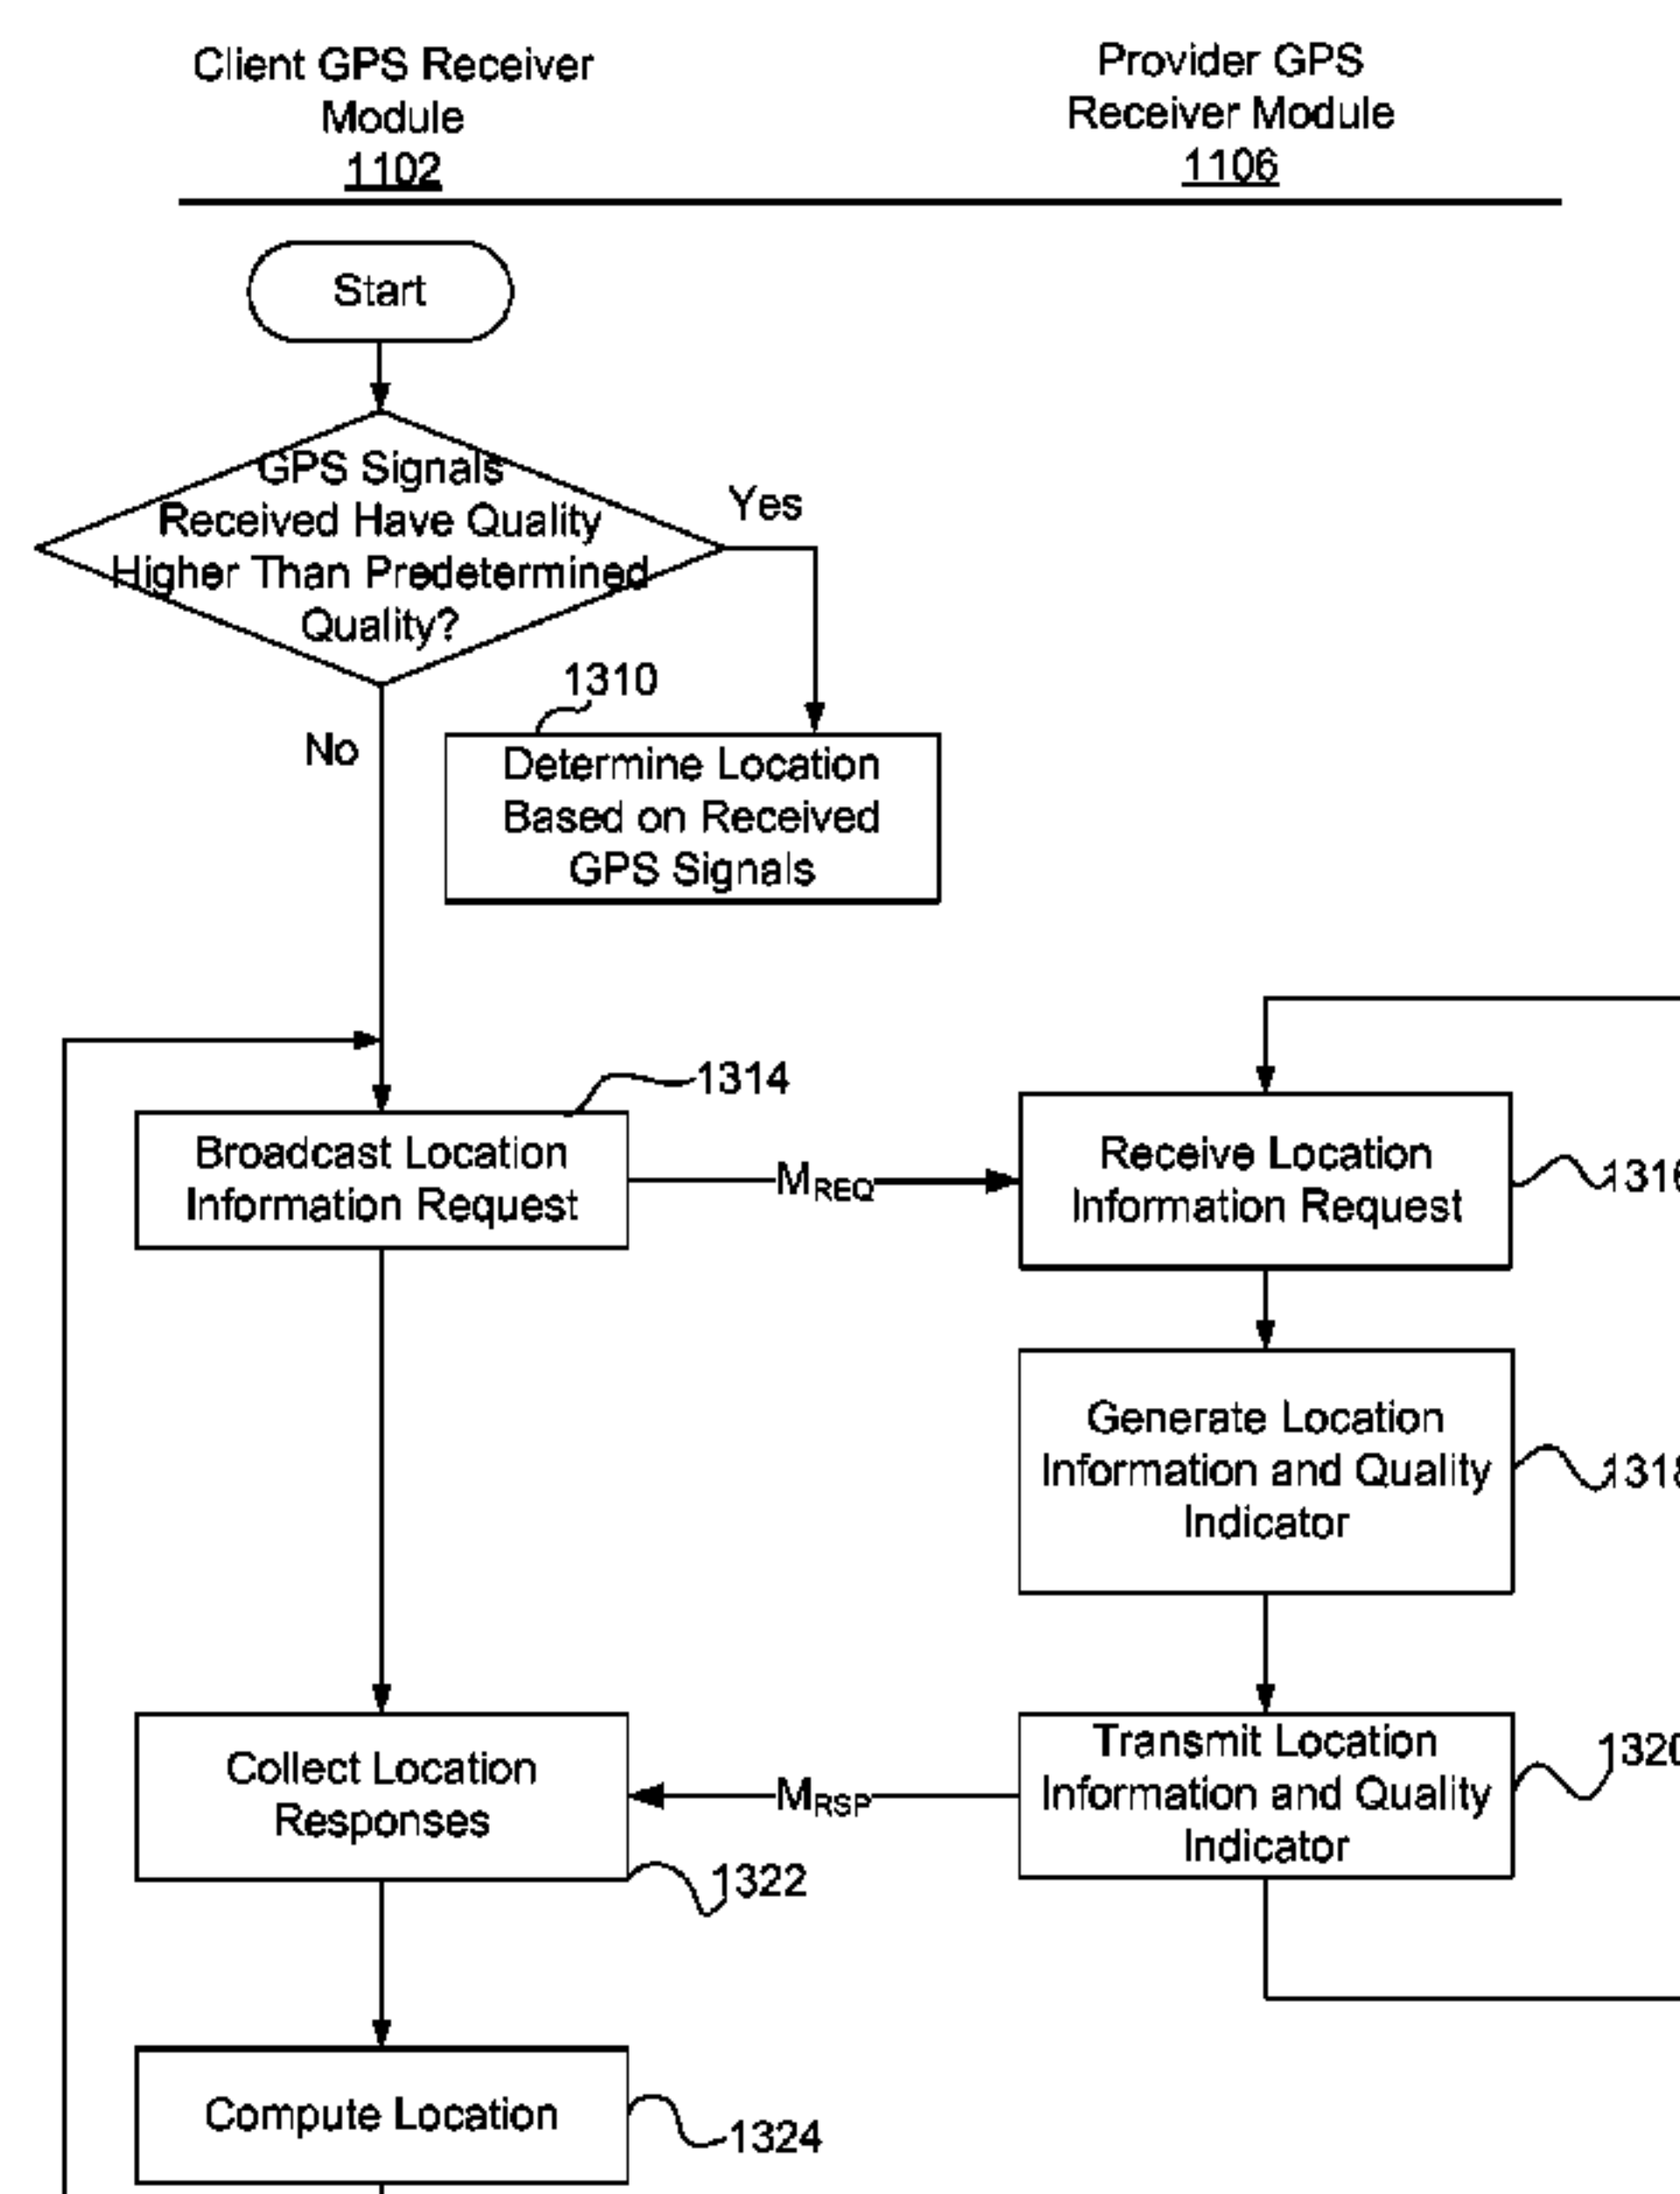 Client GPS Receiver
Module
1102
Provider GPS
Receiver Module
1106
Start
GPS Signals
Received Have Quality
Higher Than Predetermined
Quality?
Yes
No
1310
Determine Location
Based on Received
GPS Signals
1314
Broadcast Location
Information Request
MREQ
Receive Location
Information Request
1316
Generate Location
Information and Quality
Indicator
1318
Collect Location
Responses
1322
MRSP
Transmit Location
Information and Quality
Indicator
1320
Compute Location
1324